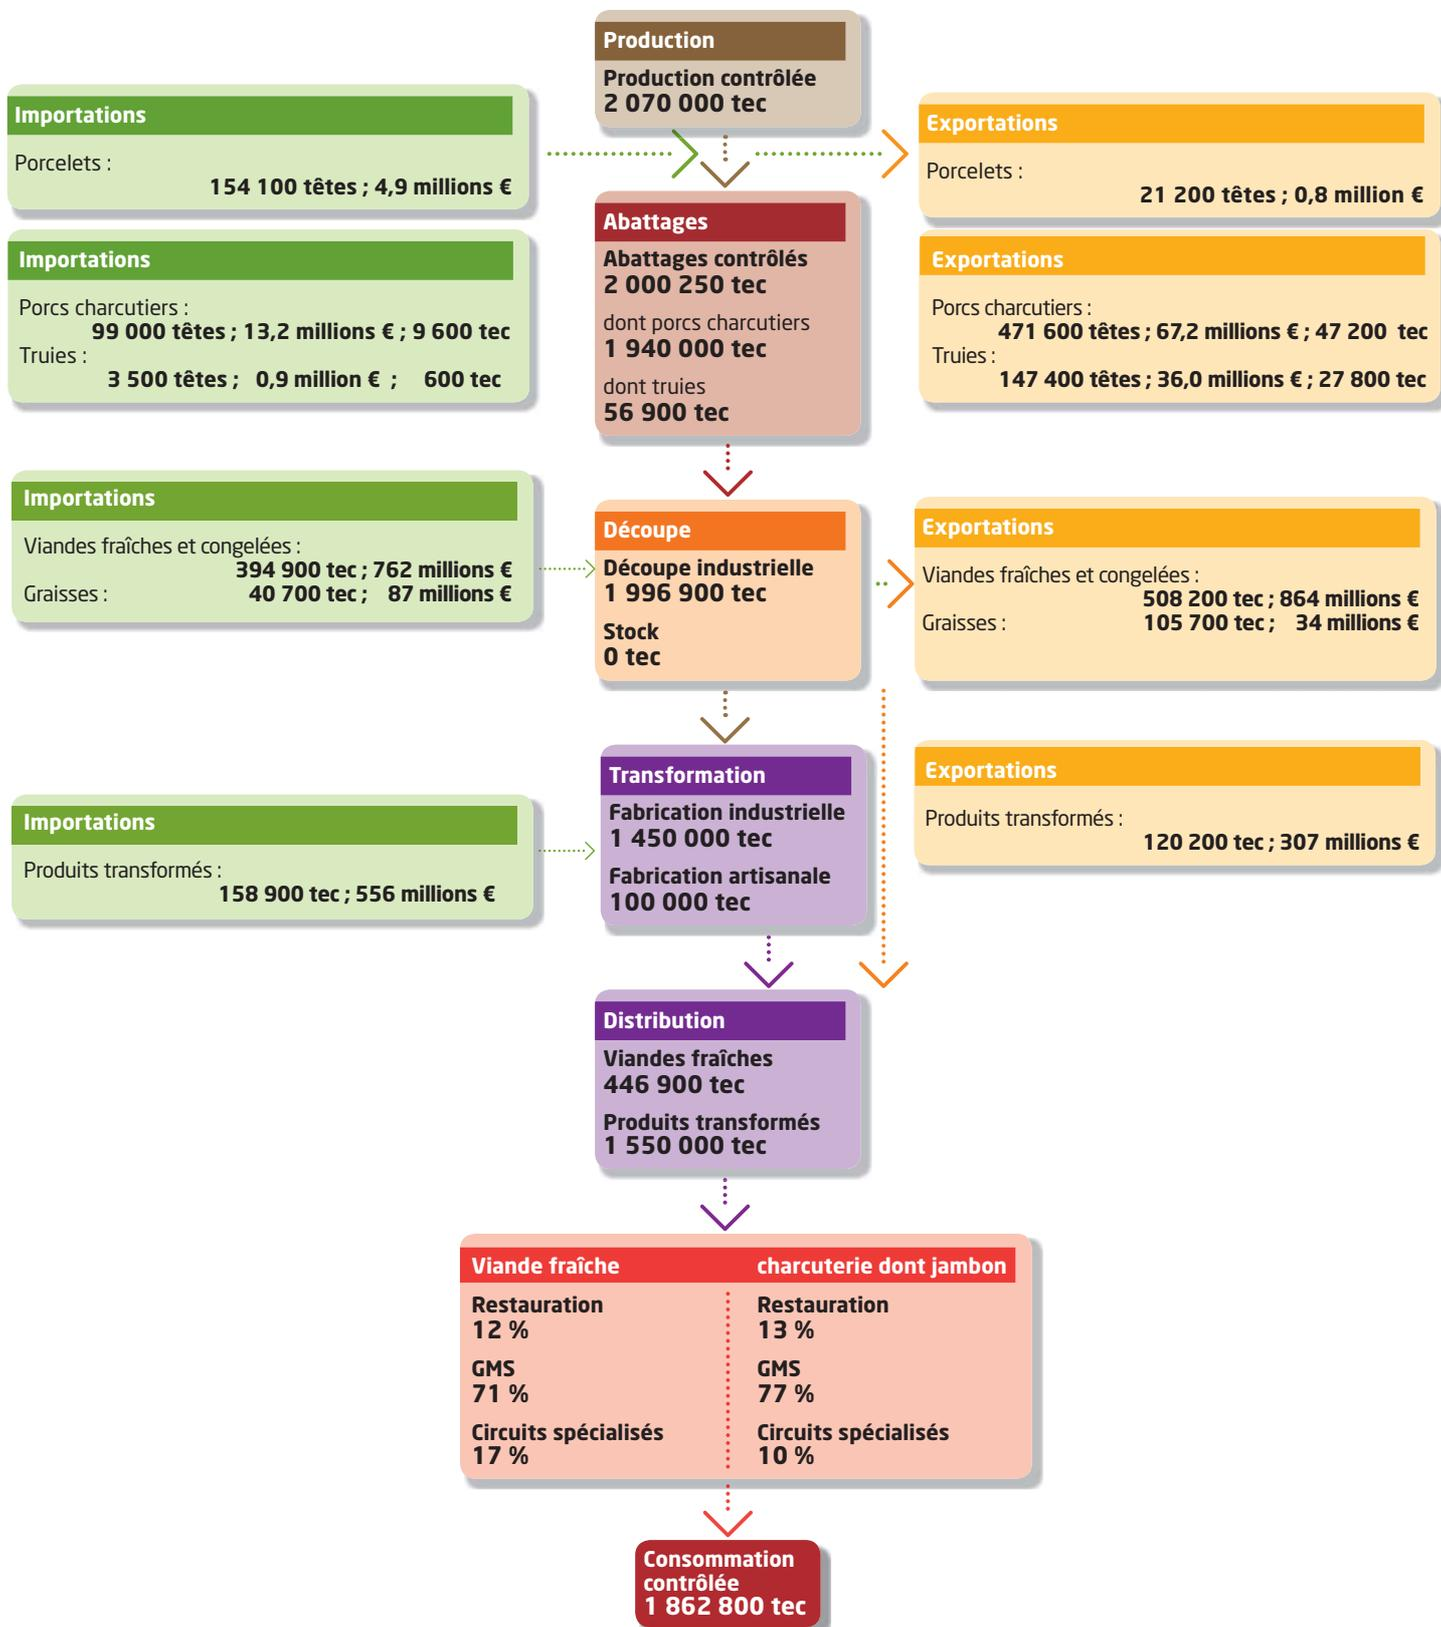 Production
Production contrôlée
2 070 000 tec
Importations
Porcelets :
154 100 têtes ; 4,9 millions €
Exportations
Porcelets :
21 200 têtes ; 0,8 million €
Abattages
Abattages contrôlés
2 000 250 tec
dont porcs charcutiers
1 940 000 tec
dont truies
56 900 tec
Importations
Porcs charcutiers :
99 000 têtes ; 13,2 millions € ; 9 600 tec
Truies :
3 500 têtes ; 0,9 million € ; 600 tec
Exportations
Porcs charcutiers :
471 600 têtes ; 67,2 millions € ; 47 200 tec
Truies :
147 400 têtes ; 36,0 millions € ; 27 800 tec
Importations
Viandes fraîches et congelées :
394 900 tec ; 762 millions €
Graisses : 40 700 tec ; 87 millions €
Découpe
Découpe industrielle
1 996 900 tec
Stock
0 tec
Exportations
Viandes fraîches et congelées :
508 200 tec ; 864 millions €
Graisses : 105 700 tec ; 34 millions €
Importations
Produits transformés :
158 900 tec ; 556 millions €
Transformation
Fabrication industrielle
1 450 000 tec
Fabrication artisanale
100 000 tec
Exportations
Produits transformés :
120 200 tec ; 307 millions €
Distribution
Viandes fraîches
446 900 tec
Produits transformés
1 550 000 tec
Viande fraîche
Restauration
12 %
GMS
71 %
Circuits spécialisés
17 %
charcuterie dont jambon
Restauration
13 %
GMS
77 %
Circuits spécialisés
10 %
Consommation
contrôlée
1 862 800 tec